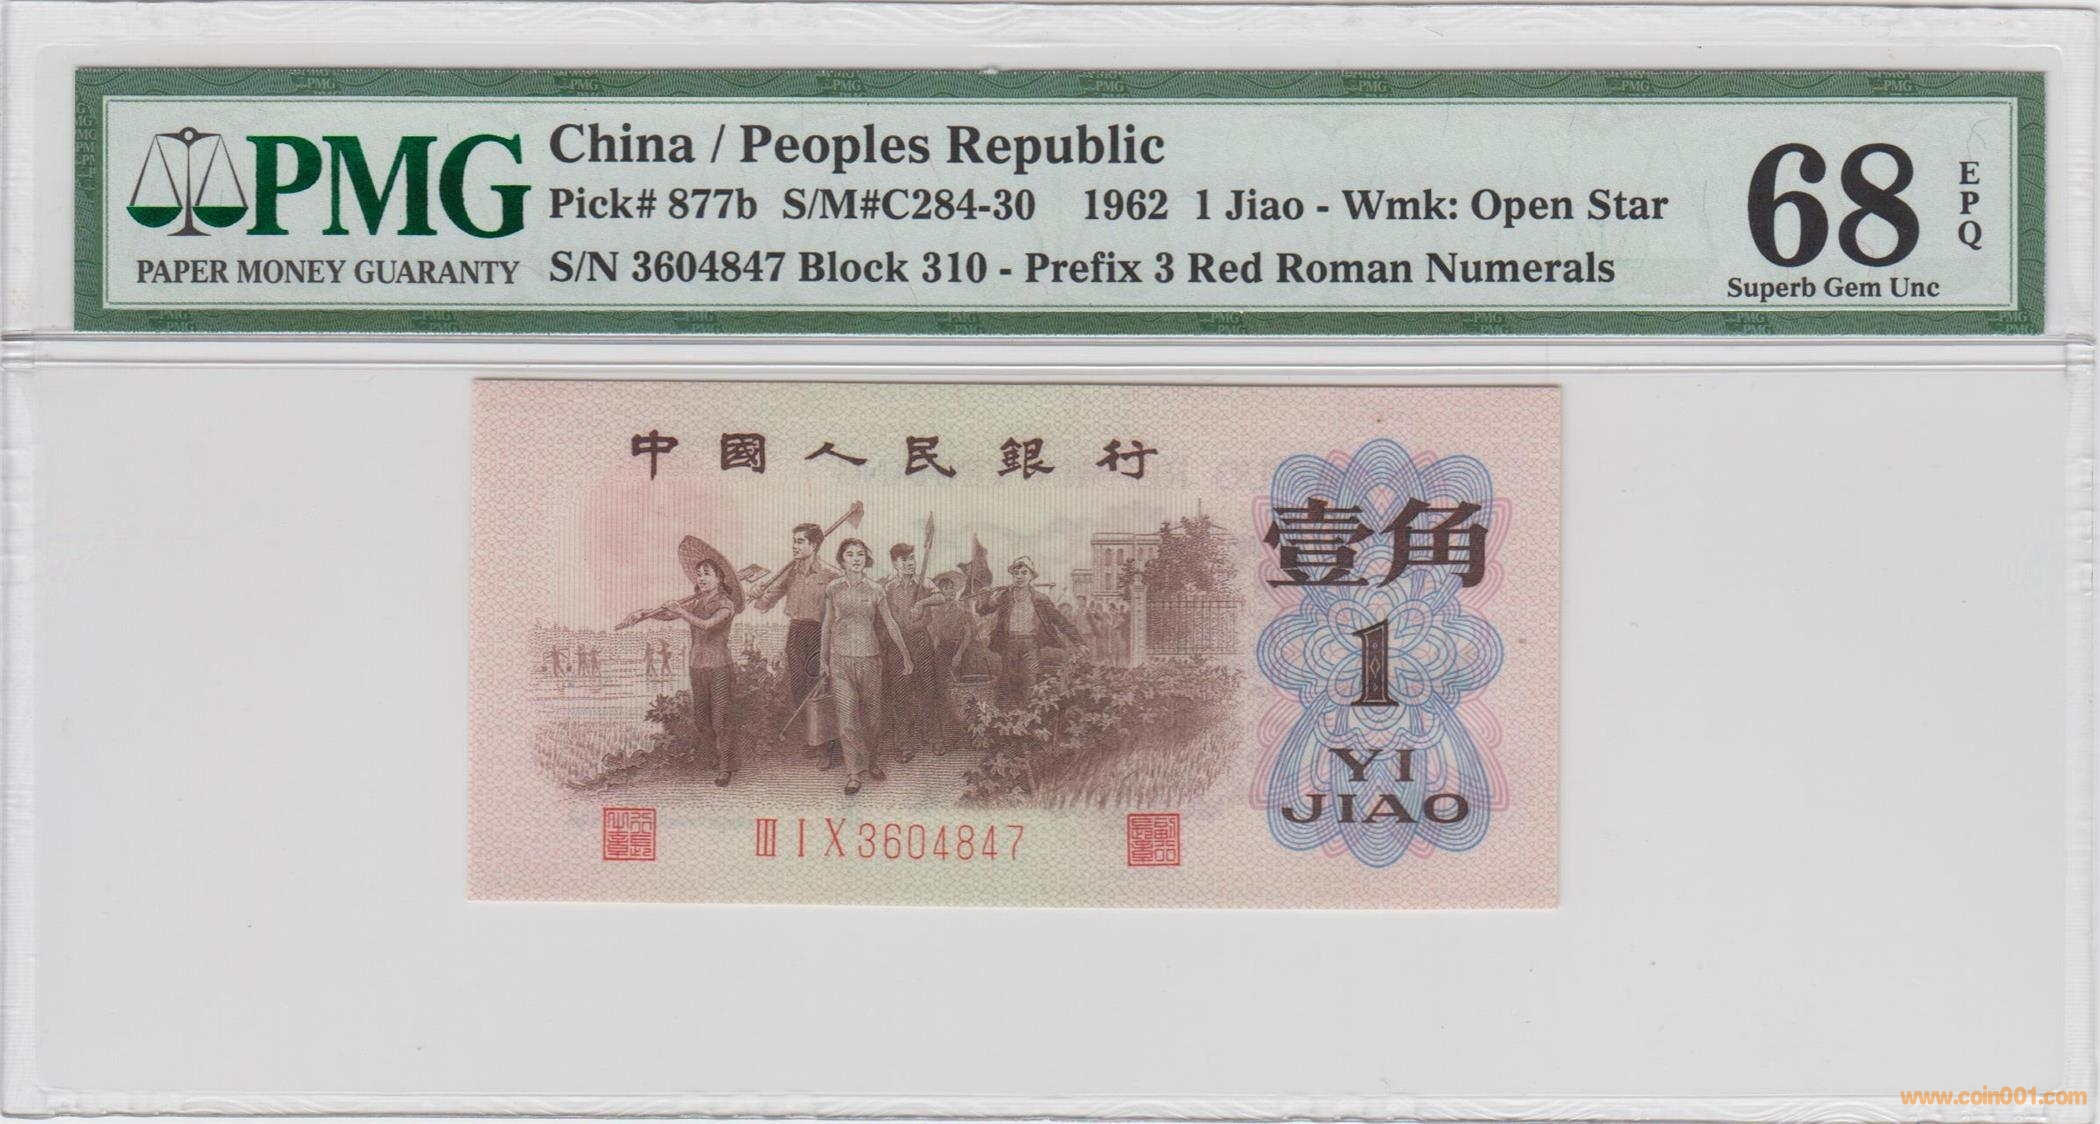 PMG
PAPER MONEY GUARANTY
China / Peoples Republic
Pick# 877b S/M#C284-30 1962 1 Jiao - Wmk: Open Star
S/N 3604847 Block 310 - Prefix 3 Red Roman Numerals
68
EPQ
Superb Gem Unc
中國人民銀行
壹角
1
YI
JIAO
III I X 3604847
www.coin001.com